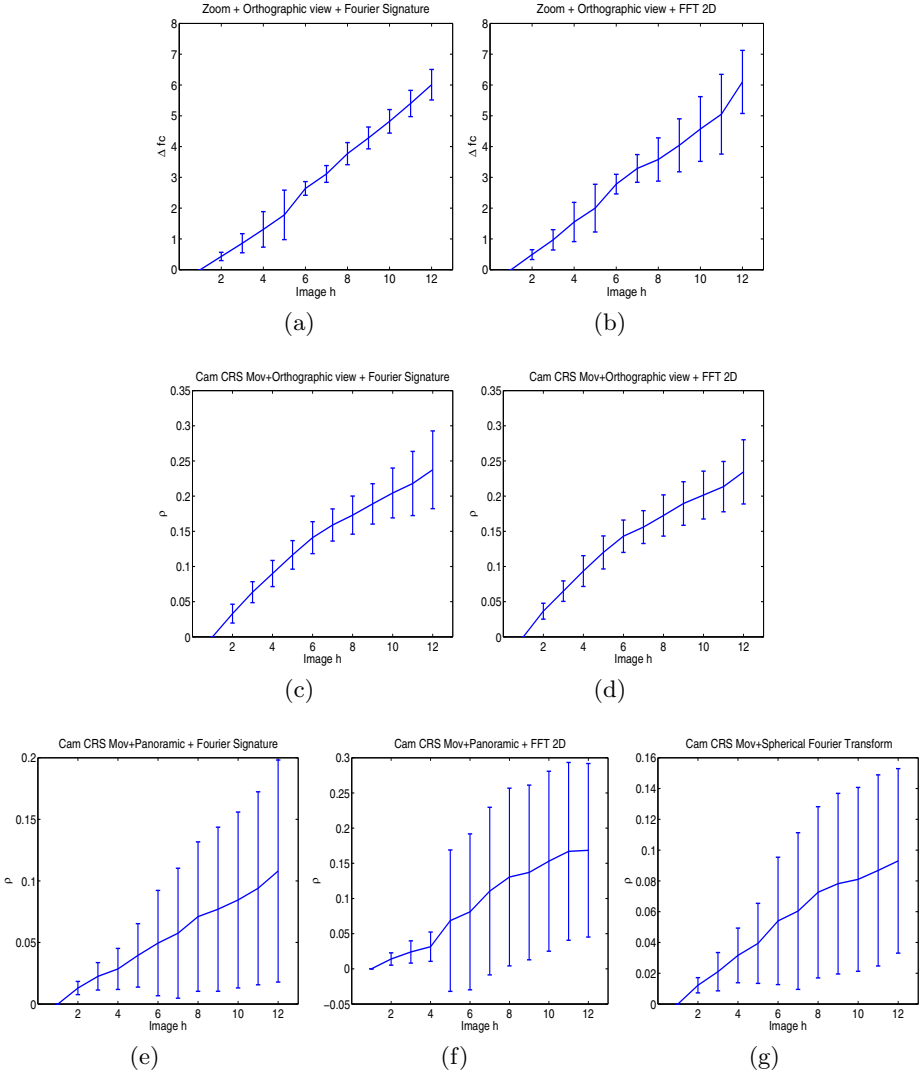 Zoom + Orthographic view + Fourier Signature
8
7
6
5
4
3
2
1
0
Δ fc
2 4 6 8 10 12
Image h
(a)
Zoom + Orthographic view + FFT 2D
8
7
6
5
4
3
2
1
0
Δ fc
2 4 6 8 10 12
Image h
(b)
Cam CRS Mov+Orthographic view + Fourier Signature
0.35
0.3
0.25
0.2
0.15
0.1
0.05
0
ρ
2 4 6 8 10 12
Image h
(c)
Cam CRS Mov+Orthographic view + FFT 2D
0.35
0.3
0.25
0.2
0.15
0.1
0.05
0
ρ
2 4 6 8 10 12
Image h
(d)
Cam CRS Mov+Panoramic + Fourier Signature
0.2
0.15
0.1
0.05
0
ρ
2 4 6 8 10 12
Image h
(e)
Cam CRS Mov+Panoramic + FFT 2D
0.3
0.25
0.2
0.15
0.1
0.05
0
−0.05
ρ
2 4 6 8 10 12
Image h
(f)
Cam CRS Mov+Spherical Fourier Transform
0.16
0.14
0.12
0.1
0.08
0.06
0.04
0.02
0
ρ
2 4 6 8 10 12
Image h
(g)